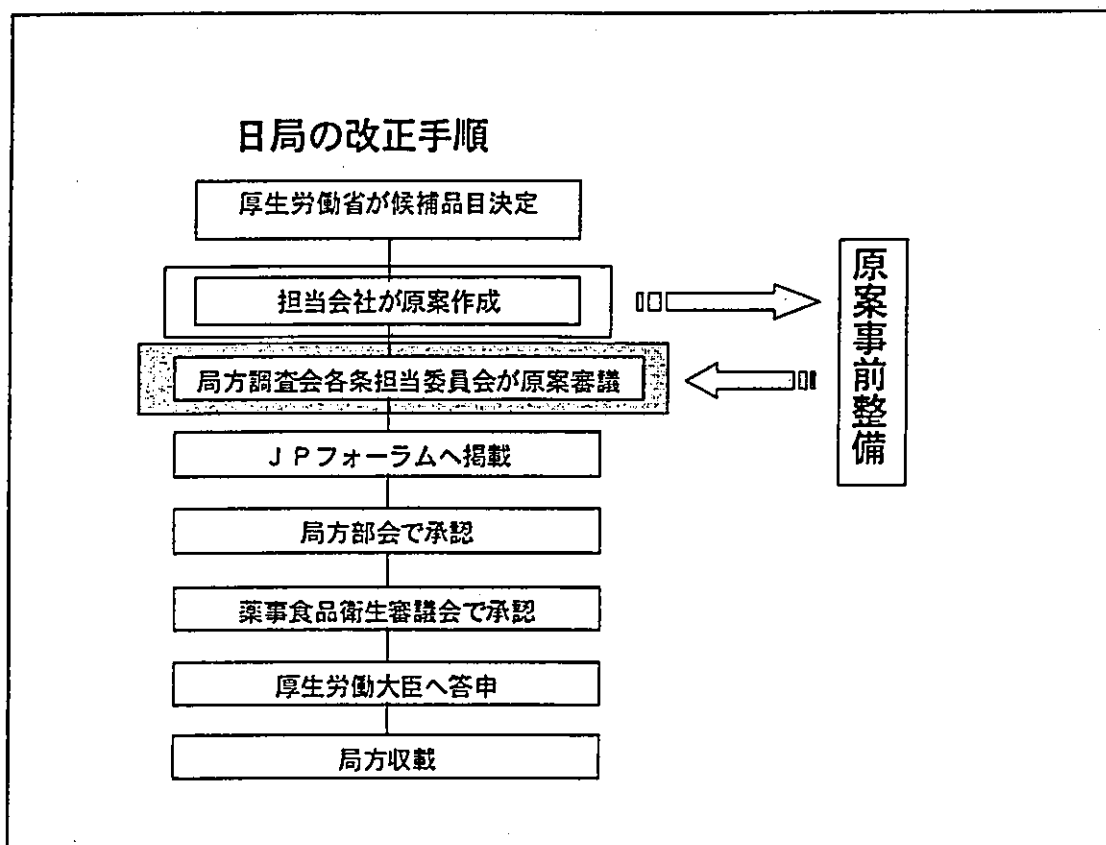 日局の改正手順
厚生労働省が候補品目決定
担当会社が原案作成
局方調査会各条担当委員会が原案審議
ＪＰフォーラムへ掲載
局方部会で承認
薬事食品衛生審議会で承認
厚生労働大臣へ答申
局方収載
原案事前整備